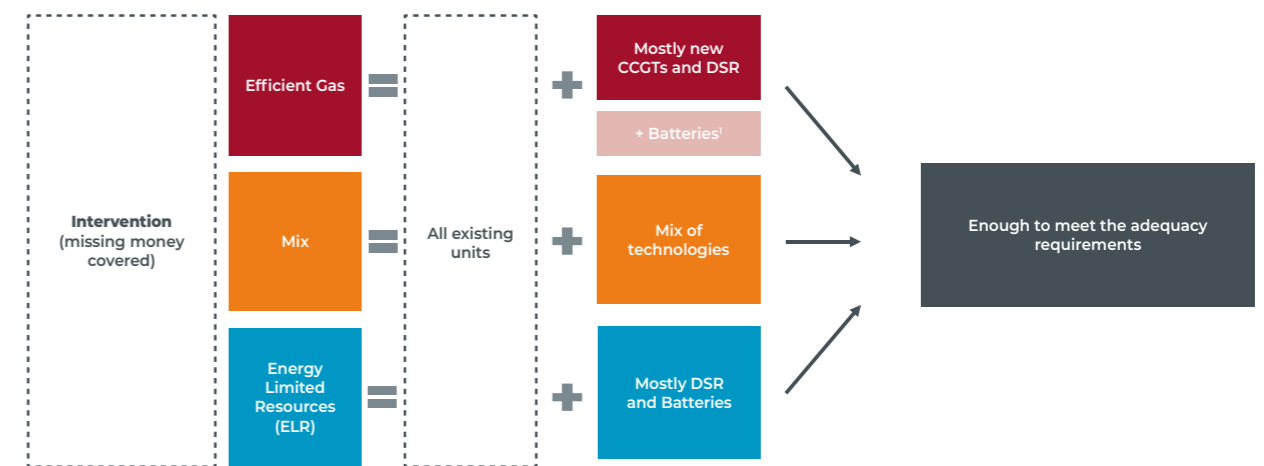 Intervention
(missing money
covered)
Efficient Gas
Mix
Energy
Limited
Resources
(ELR)
All existing
units
Mostly new
CCGTs and DSR
+ Batteries¹
Mix of
technologies
Mostly DSR
and Batteries
Enough to meet the adequacy
requirements